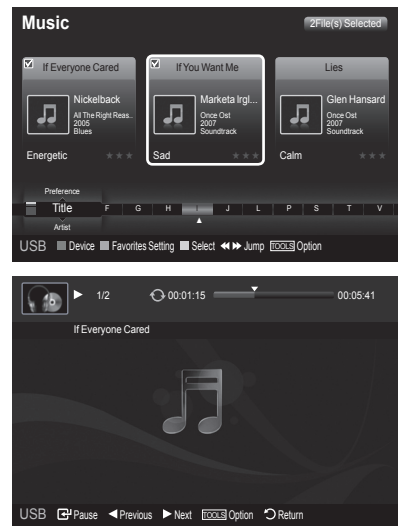 Music
2File(s) Selected
If Everyone Cared
If You Want Me
Lies
Nickelback
All The Right Reas..
2005
Blues
Marketa Irgl...
Once Ost
2007
Soundtrack
Glen Hansard
Once Ost
2007
Soundtrack
Energetic
Sad
Calm
Preference
Title
F G H I J L P S T V
Artist
USB Device Favorites Setting Select Jump TOOLS Option
1/2 00:01:15 00:05:41
If Everyone Cared
USB Pause Previous Next TOOLS Option Return